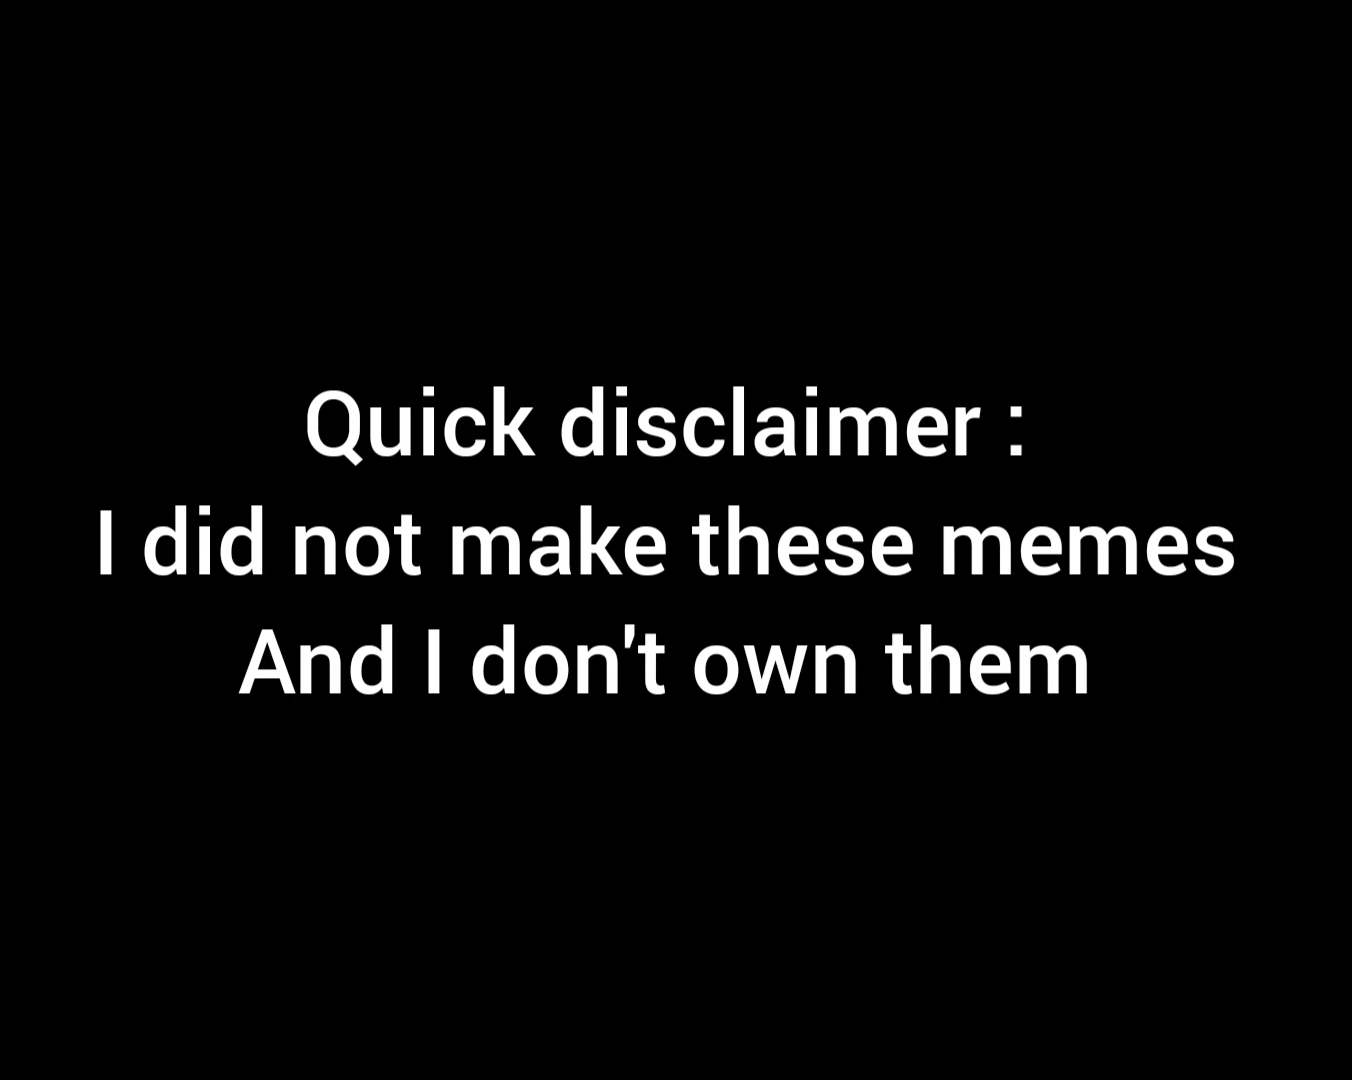 Quick disclaimer :
I did not make these memes
And I don't own them